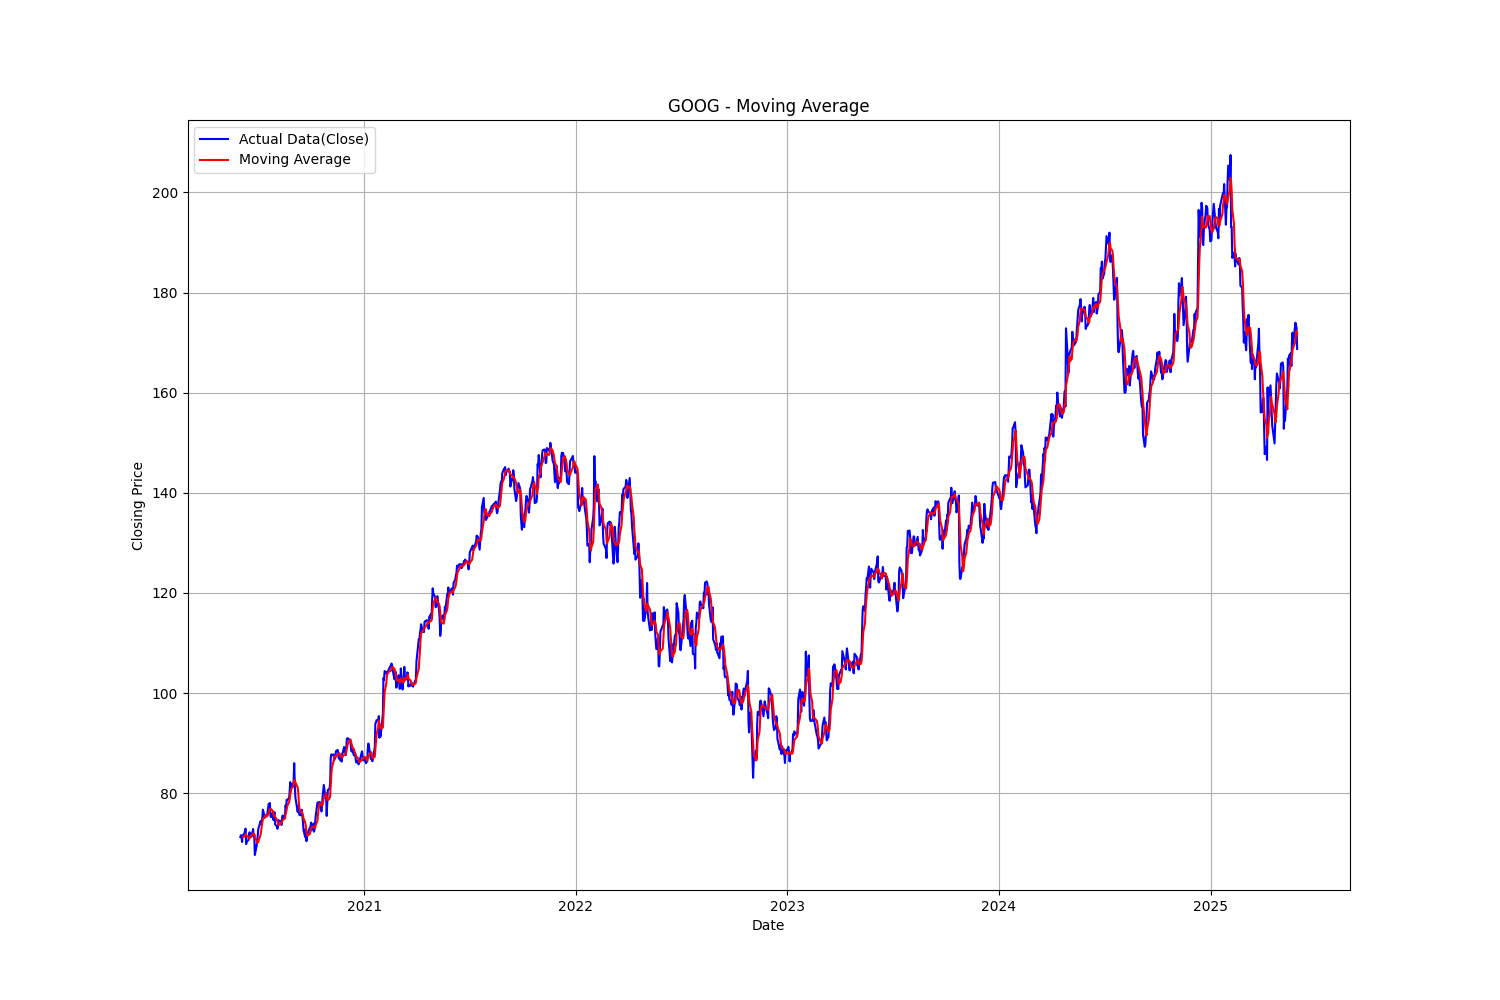 GOOG - Moving Average
Actual Data(Close)
Moving Average
Closing Price
200
180
160
140
120
100
80
2021
2022
2023
2024
2025
Date